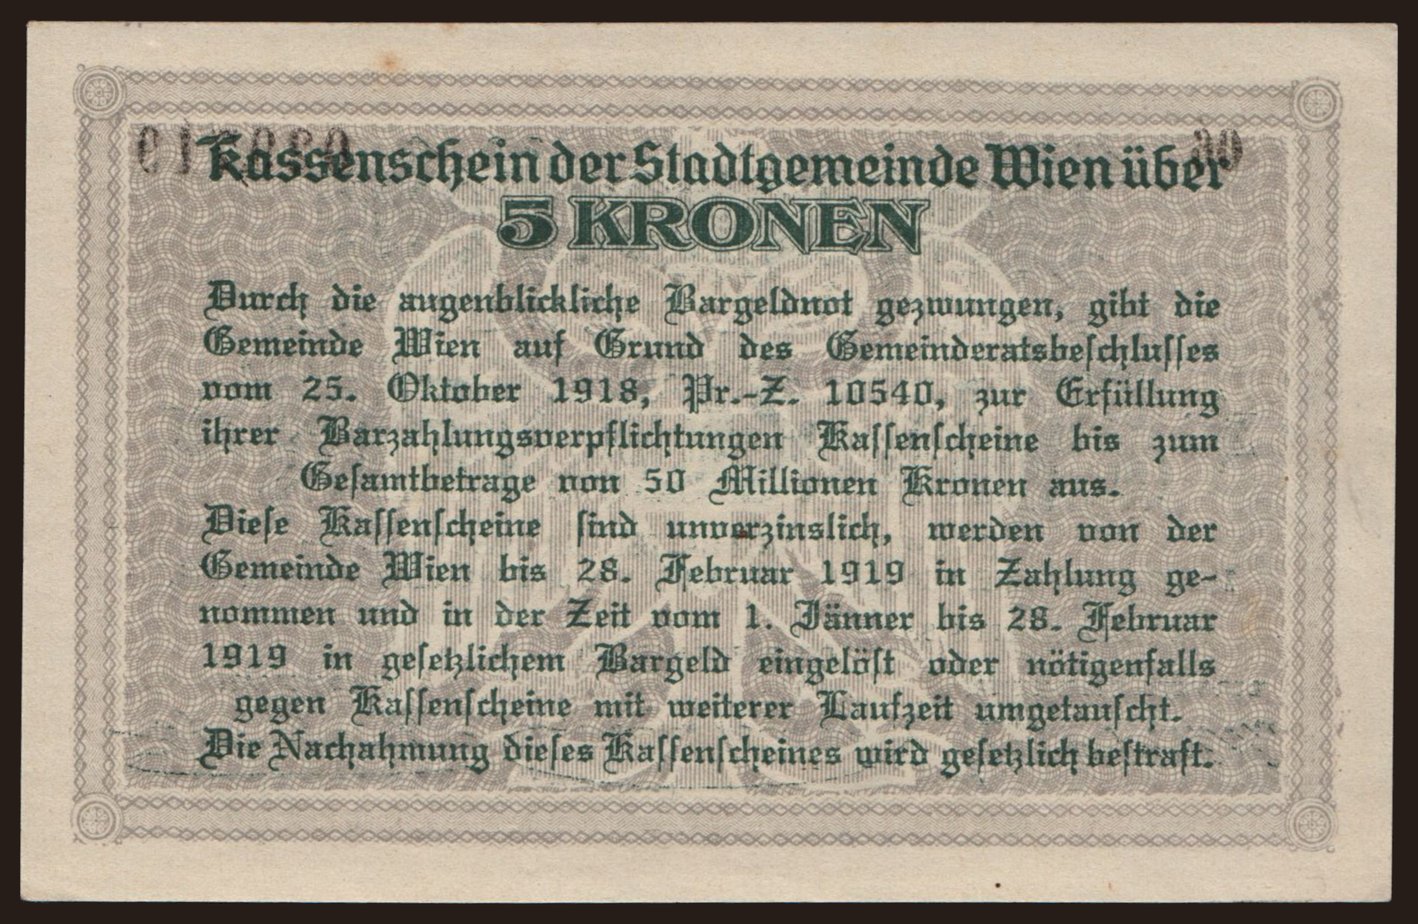 Kassenschein der Stadtgemeinde Wien über
5 KRONEN
Durch die augenblickliche Bargeldnot gezwungen, gibt die
Gemeinde Wien auf Grund des Gemeinderatsbeschlusses
vom 25. Oktober 1918, Pr.-Z. 10540, zur Erfüllung
ihrer Barzahlungsverpflichtungen Kassenscheine bis zum
Gesamtbetrage von 50 Millionen Kronen aus.
Diese Kassenscheine sind unverzinslich, werden von der
Gemeinde Wien bis 28. Februar 1919 in Zahlung ge-
nommen und in der Zeit vom 1. Jänner bis 28. Februar
1919 in gesetzlichem Bargeld eingelöst oder nötigenfalls
gegen Kassenscheine mit weiterer Laufzeit umgetauscht.
Die Nachahmung dieses Kassenscheines wird gesetzlich bestraft.